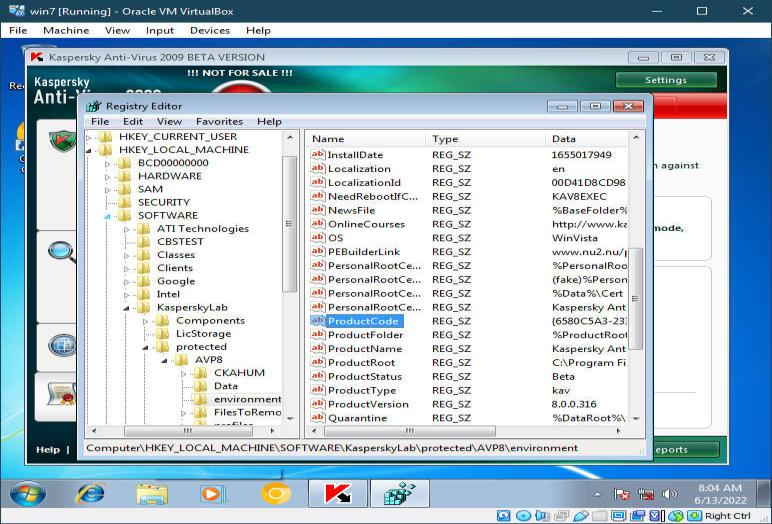 win7 [Running] - Oracle VM VirtualBox
File Machine View Input Devices Help
Kaspersky Anti-Virus 2009 BETA VERSION
!!! NOT FOR SALE !!!
Kaspersky
Settings
Registry Editor
File Edit View Favorites Help
Name Type Data
HKEY_CURRENT_USER
HKEY_LOCAL_MACHINE
InstallDate REG_SZ 1655017949
BCD00000000
Localization REG_SZ en
n against
HARDWARE
LocalizationId REG_SZ 00D41D8CD98
SAM
NeedRebootIfC... REG_SZ KAV8EXEC
SECURITY
NewsFile REG_SZ %BaseFolder%
SOFTWARE
OnlineCourses REG_SZ http://www.ka
ATI Technologies
mode,
OS REG_SZ WinVista
CBSTEST
PEBuilderLink REG_SZ www.nu2.nu/p
Classes
PersonalRootCe... REG_SZ %PersonalRoo
Clients
PersonalRootCe... REG_SZ (fake)%Person
Google
PersonalRootCe... REG_SZ %Data%\Cert
Intel
PersonalRootCe... REG_SZ Kaspersky Ant
KasperskyLab
ProductCode REG_SZ {6580C5A3-233
Components
ProductFolder REG_SZ %ProductRoot
LicStorage
ProductName REG_SZ Kaspersky Ant
protected
ProductRoot REG_SZ C:\Program Fi
AVP8
ProductStatus REG_SZ Beta
CKAHUM
ProductType REG_SZ kav
Data
ProductVersion REG_SZ 8.0.0.316
environment
Quarantine REG_SZ %DataRoot%\
FilesToRemo
profiles
Help |
Computer\HKEY_LOCAL_MACHINE\SOFTWARE\KasperskyLab\protected\AVP8\environment
eports
8:04 AM
6/13/2022
Right Ctrl